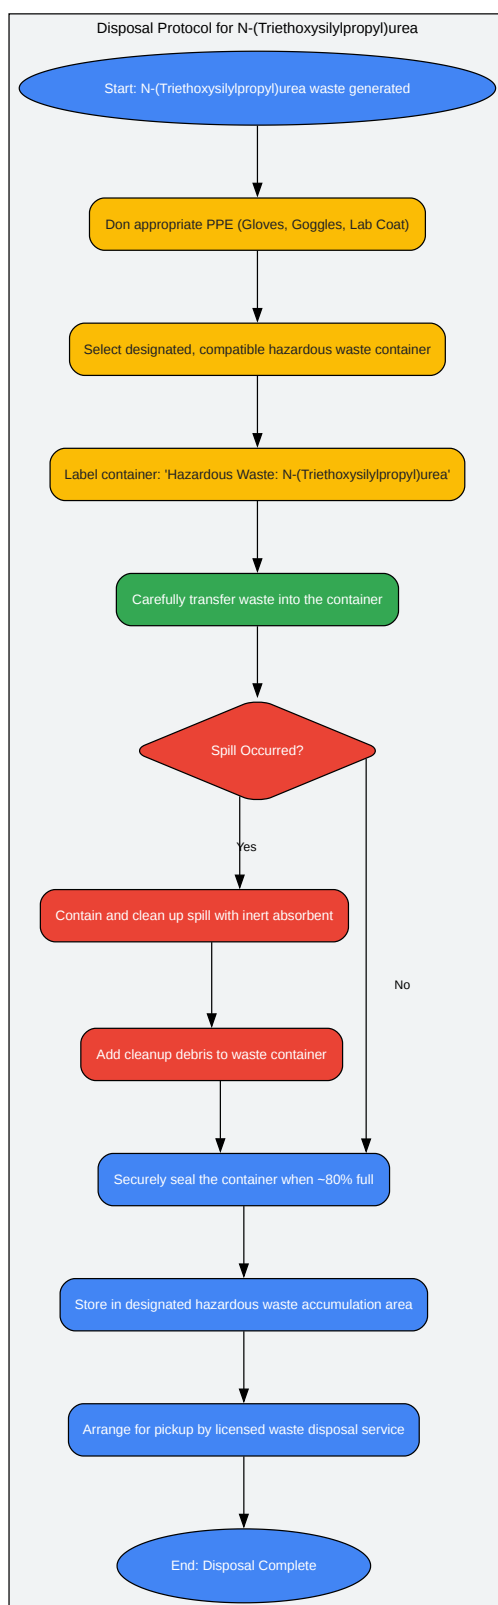 Disposal Protocol for N-(Triethoxysilylpropyl)urea
Start: N-(Triethoxysilylpropyl)urea waste generated
Don appropriate PPE (Gloves, Goggles, Lab Coat)
Select designated, compatible hazardous waste container
Label container: 'Hazardous Waste: N-(Triethoxysilylpropyl)urea'
Carefully transfer waste into the container
Spill Occurred?
Yes
Contain and clean up spill with inert absorbent
No
Add cleanup debris to waste container
Securely seal the container when ~80% full
Store in designated hazardous waste accumulation area
Arrange for pickup by licensed waste disposal service
End: Disposal Complete